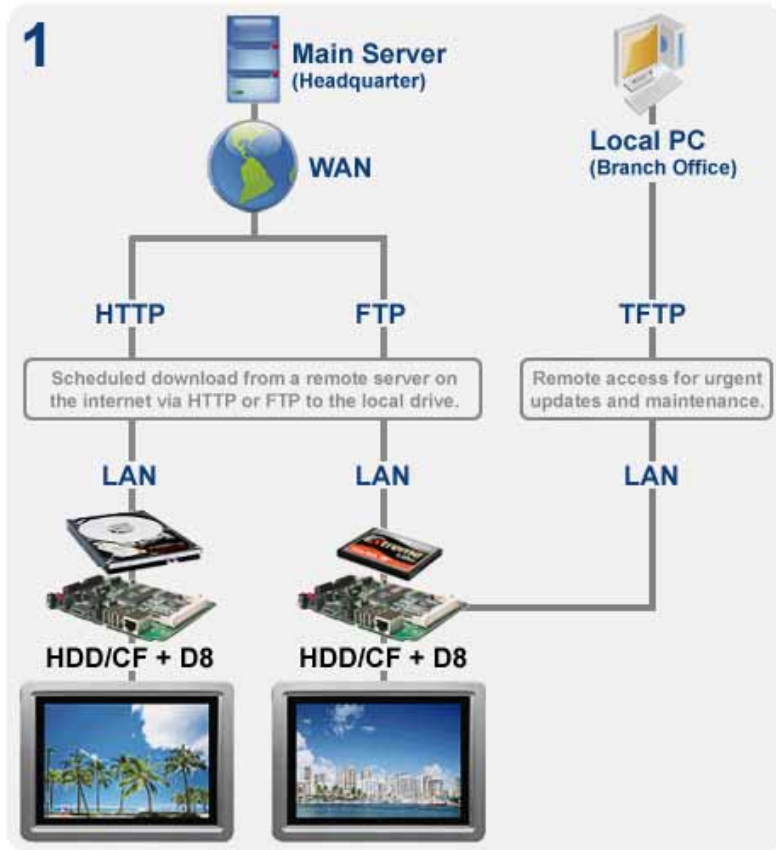 1
Main Server
(Headquarter)
WAN
Local PC
(Branch Office)
HTTP
FTP
TFTP
Scheduled download from a remote server on
the internet via HTTP or FTP to the local drive.
Remote access for urgent
updates and maintenance.
LAN
LAN
LAN
Extreme
HDD/CF + D8
HDD/CF + D8